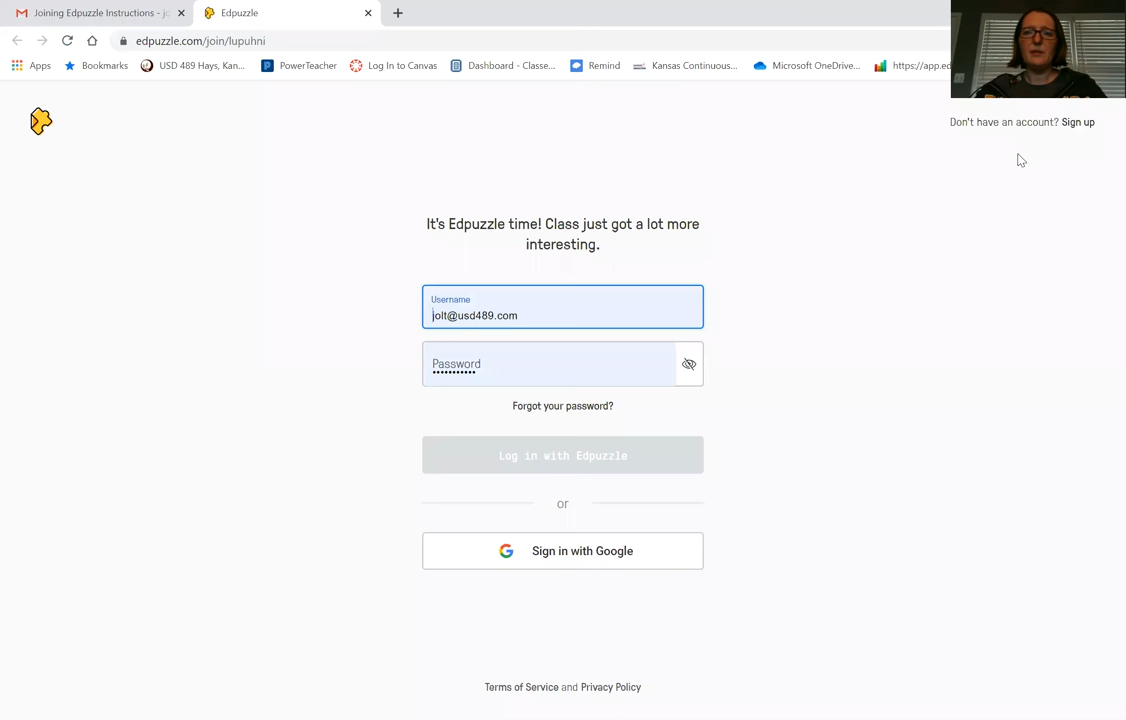 Joining Edpuzzle Instructions - jo
Edpuzzle
edpuzzle.com/join/lupuhni
Apps
Bookmarks
USD 489 Hays, Kan...
PowerTeacher
Log In to Canvas
Dashboard - Classe...
Remind
Kansas Continuous...
Microsoft OneDrive...
https://app.ed
Don't have an account? Sign up
It's Edpuzzle time! Class just got a lot more
interesting.
Username
jolt@usd489.com
Password
Forgot your password?
Log in with Edpuzzle
or
Sign in with Google
Terms of Service and Privacy Policy